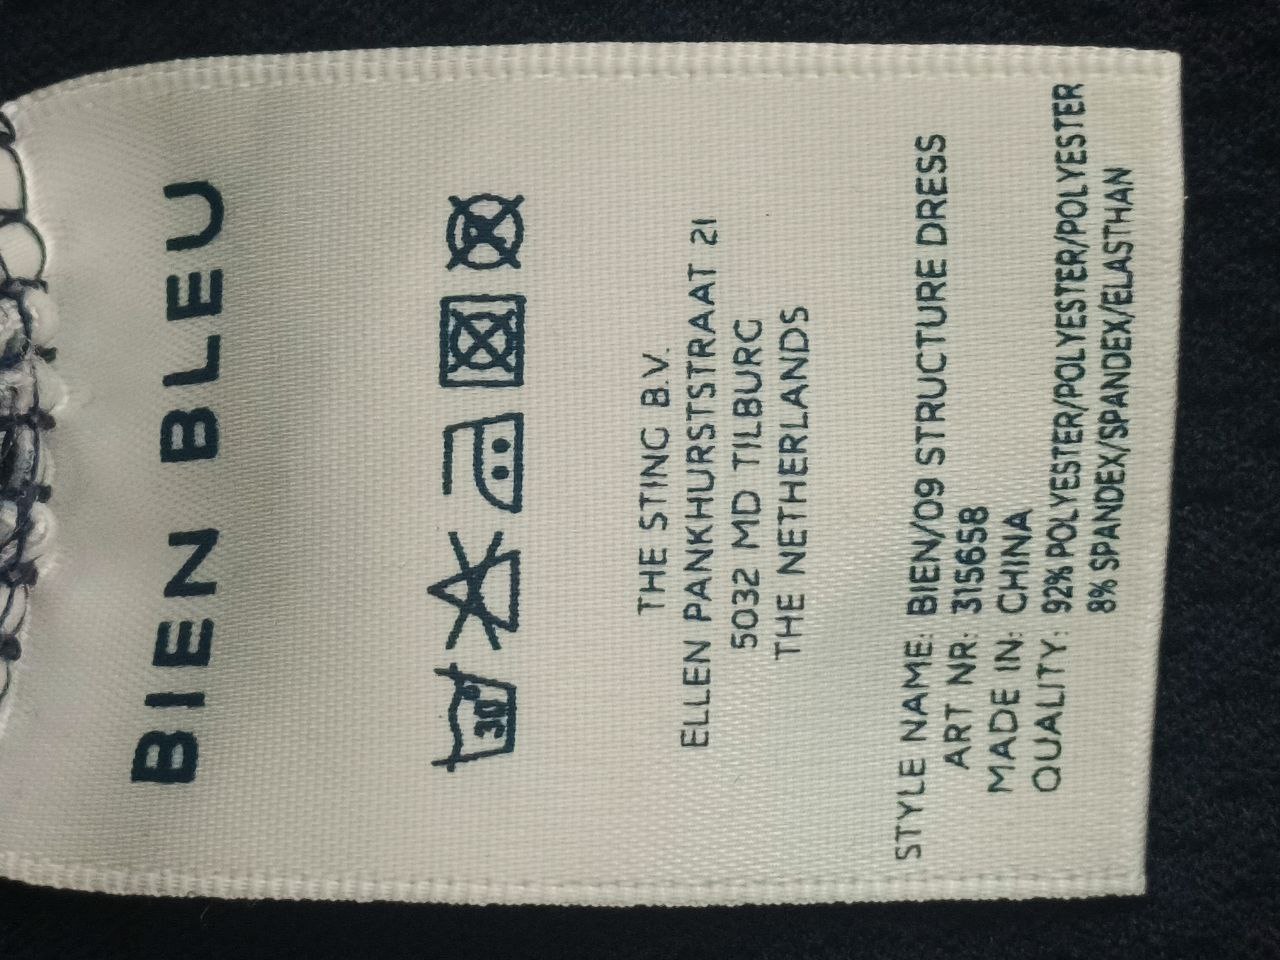 BIEN BLEU
30
THE STING B.V.
ELLEN PANKHURSTSTRAAT 21
5032 MD TILBURG
THE NETHERLANDS
STYLE NAME: BIEN/09 STRUCTURE DRESS
ART NR: 315658
MADE IN: CHINA
QUALITY: 92% POLYESTER/POLYESTER/POLYESTER
8% SPANDEX/SPANDEX/ELASTHAN